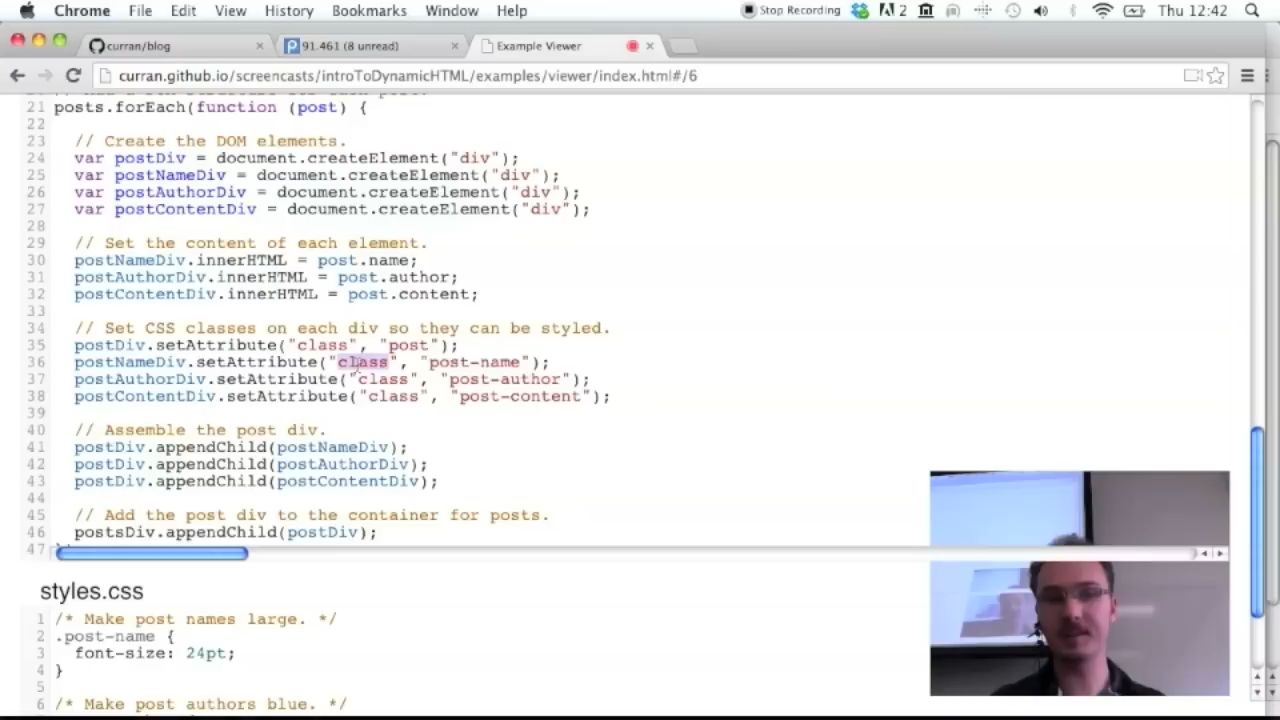 Chrome File Edit View History Bookmarks Window Help Stop Recording 2 Thu 12:42
curran/blog 91.461 (8 unread) Example Viewer
curran.github.io/screencasts/introToDynamicHTML/examples/viewer/index.html#/6
21 posts.forEach(function (post) {
22
23 // Create the DOM elements.
24 var postDiv = document.createElement("div");
25 var postNameDiv = document.createElement("div");
26 var postAuthorDiv = document.createElement("div");
27 var postContentDiv = document.createElement("div");
28
29 // Set the content of each element.
30 postNameDiv.innerHTML = post.name;
31 postAuthorDiv.innerHTML = post.author;
32 postContentDiv.innerHTML = post.content;
33
34 // Set CSS classes on each div so they can be styled.
35 postDiv.setAttribute("class", "post");
36 postNameDiv.setAttribute("class", "post-name");
37 postAuthorDiv.setAttribute("class", "post-author");
38 postContentDiv.setAttribute("class", "post-content");
39
40 // Assemble the post div.
41 postDiv.appendChild(postNameDiv);
42 postDiv.appendChild(postAuthorDiv);
43 postDiv.appendChild(postContentDiv);
44
45 // Add the post div to the container for posts.
46 postsDiv.appendChild(postDiv);
47
styles.css
1 /* Make post names large. */
2 .post-name {
3 font-size: 24pt;
4 }
5
6 /* Make post authors blue. */